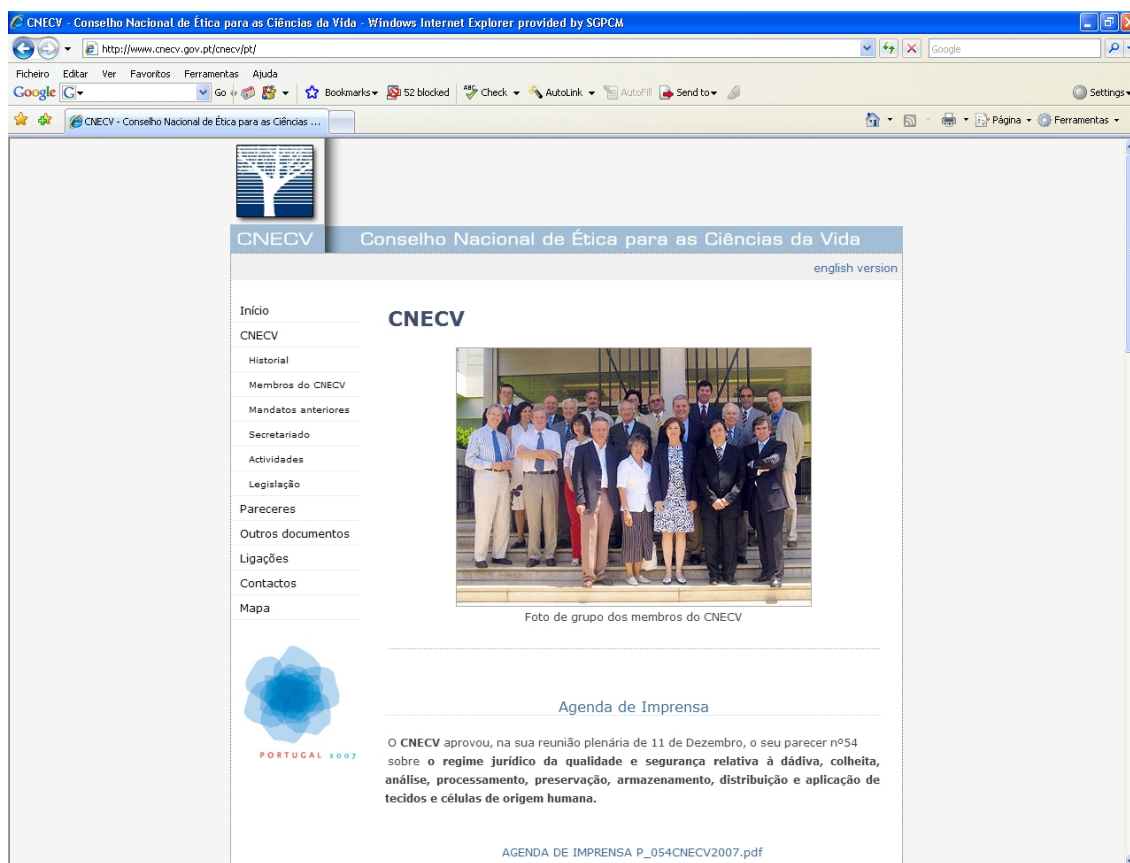 CNECV - Conselho Nacional de Ética para as Ciências da Vida - Windows Internet Explorer provided by SGPCM
http://www.cnecv.gov.pt/cnecv/pt/
Google
Ficheiro Editar Ver Favoritos Ferramentas Ajuda
Google G Go Bookmarks 52 blocked ABC Check AutoLink AutoFill Send to Settings
CNECV - Conselho Nacional de Ética para as Ciências ... Página Ferramentas
CNECV Conselho Nacional de Ética para as Ciências da Vida
english version
Início
CNECV
Historial
Membros do CNECV
Mandatos anteriores
Secretariado
Actividades
Legislação
Pareceres
Outros documentos
Ligações
Contactos
Mapa
PORTUGAL 2007
CNECV
Foto de grupo dos membros do CNECV
Agenda de Imprensa
O CNECV aprovou, na sua reunião plenária de 11 de Dezembro, o seu parecer nº54
sobre o regime jurídico da qualidade e segurança relativa à dádiva, colheita,
análise, processamento, preservação, armazenamento, distribuição e aplicação de
tecidos e células de origem humana.
AGENDA DE IMPRENSA P_054CNECV2007.pdf